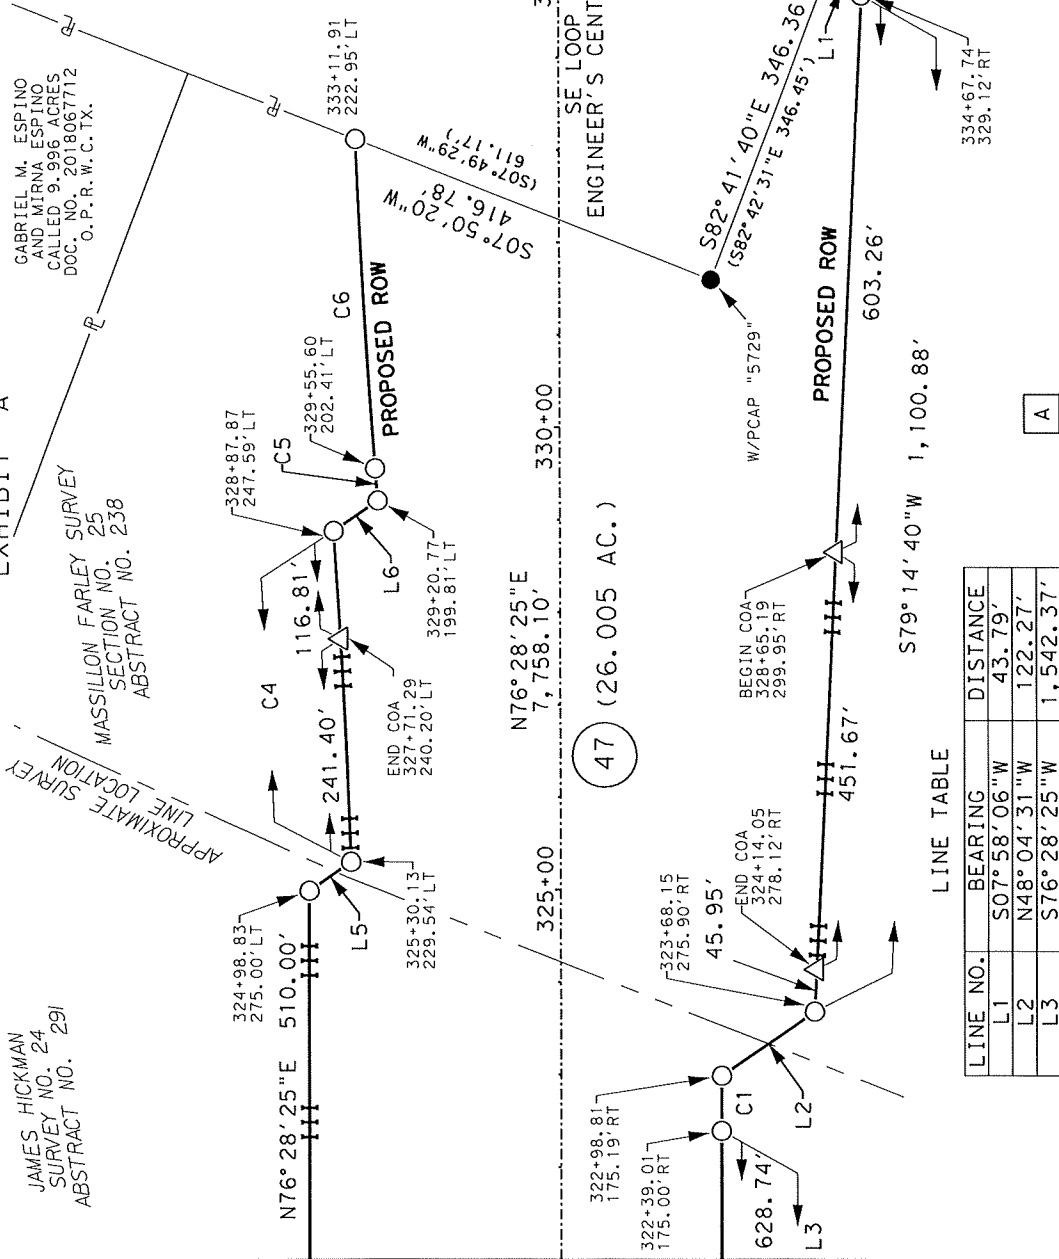 EXHIBIT "A"
GABRIEL M. ESPINO
AND MIRNA ESPINO
CALLED 9.996 ACRES
DOC. NO. 2018067712
O.P.R.W.C.TX.
PL
PL
PL
JAMES HICKMAN
SURVEY NO. 24
ABSTRACT NO. 291
APPROXIMATE SURVEY
LINE LOCATION
MASSILLON FARLEY SURVEY
SECTION NO. 25
ABSTRACT NO. 238
N76°28'25"E 510.00'
324+98.83
275.00'LT
L5
325+30.13
229.54'LT
C4
241.40'
116.81'
END COA
327+71.29
240.20'LT
328+87.87
247.59'LT
L6
329+20.77
199.81'LT
C5
329+55.60
202.41'LT
C6
PROPOSED ROW
333+11.91
222.95'LT
S07°50'20"W
416.78'
(S07°49'29"W
611.17')
325+00
330+00
N76°28'25"E
7,758.10'
SE LOOP
ENGINEER'S CENT
47 (26.005 AC.)
S82°41'40"E 346.36
(S82°42'31"E 346.45')
W/PCAP "5729"
L1
334+67.74
329.12'RT
PROPOSED ROW
603.26'
BEGIN COA
328+65.19
299.95'RT
S79°14'40"W 1,100.88'
451.67'
END COA
324+14.05
278.12'RT
45.95'
323+68.15
275.90'RT
L2
322+98.81
175.19'RT
C1
322+39.01
175.00'RT
628.74'
L3
A
LINE TABLE
LINE NO. BEARING DISTANCE
L1 S07°58'06"W 43.79'
L2 N48°04'31"W 122.27'
L3 S76°28'25"W 1,542.37'